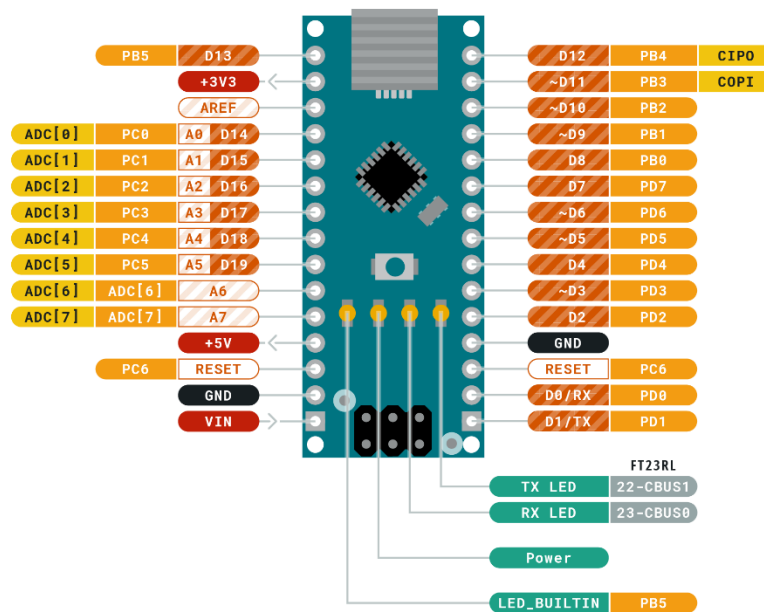 PB5 D13 D12 PB4 CIPO
+3V3 ~D11 PB3 COPI
AREF ~D10 PB2
ADC[0] PC0 A0 D14 ~D9 PB1
ADC[1] PC1 A1 D15 D8 PB0
ADC[2] PC2 A2 D16 D7 PD7
ADC[3] PC3 A3 D17 ~D6 PD6
ADC[4] PC4 A4 D18 ~D5 PD5
ADC[5] PC5 A5 D19 D4 PD4
ADC[6] ADC[6] A6 ~D3 PD3
ADC[7] ADC[7] A7 D2 PD2
+5V GND
PC6 RESET RESET PC6
GND D0/RX PD0
VIN D1/TX PD1
FT23RL
TX LED 22-CBUS1
RX LED 23-CBUS0
Power
LED_BUILTIN PB5